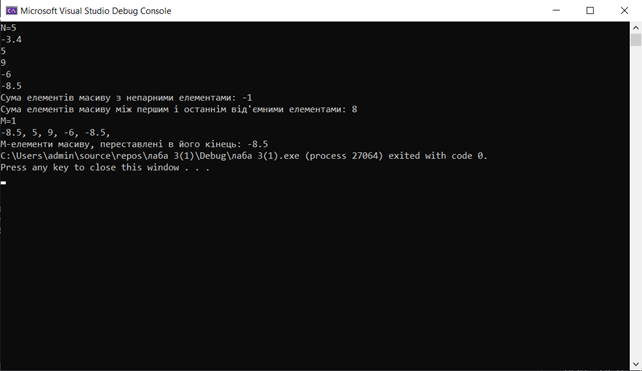 Microsoft Visual Studio Debug Console
N=5
-3.4
5
9
-6
-8.5
Сума елементів масиву з непарними елементами: -1
Сума елементів масиву між першим і останнім від'ємними елементами: 8
M=1
-8.5, 5, 9, -6, -8.5,
М-елементи масиву, переставлені в його кінець: -8.5
C:\Users\admin\source\repos\лаба 3(1)\Debug\лаба 3(1).exe (process 27064) exited with code 0.
Press any key to close this window . . .